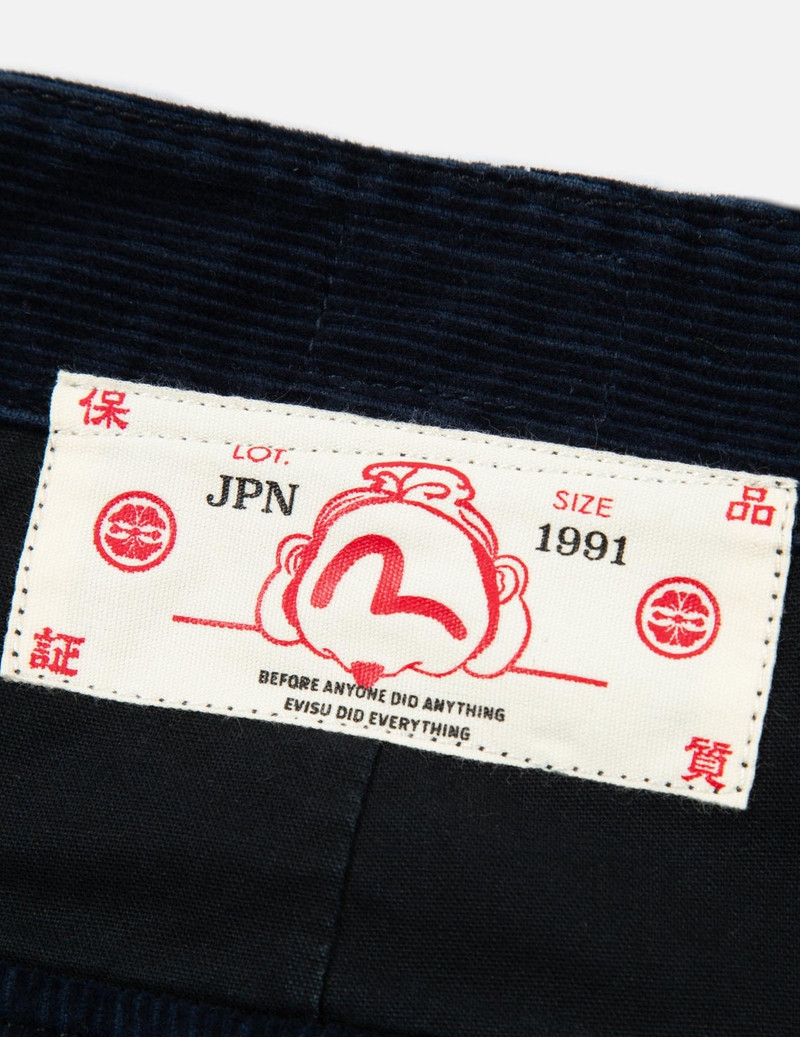 保
証
LOT.
JPN
SIZE
1991
品
質
BEFORE ANYONE DID ANYTHING
EVISU DID EVERYTHING